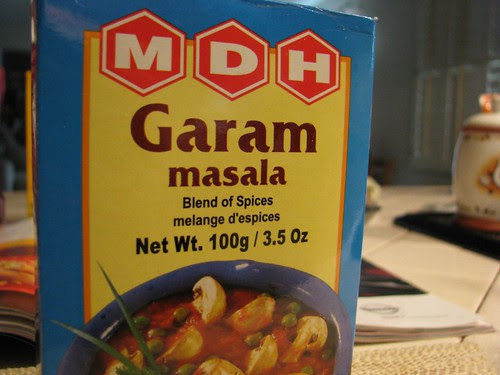 MDH
Garam
masala
Blend of Spices
melange d'espices
Net Wt. 100g / 3.5 Oz